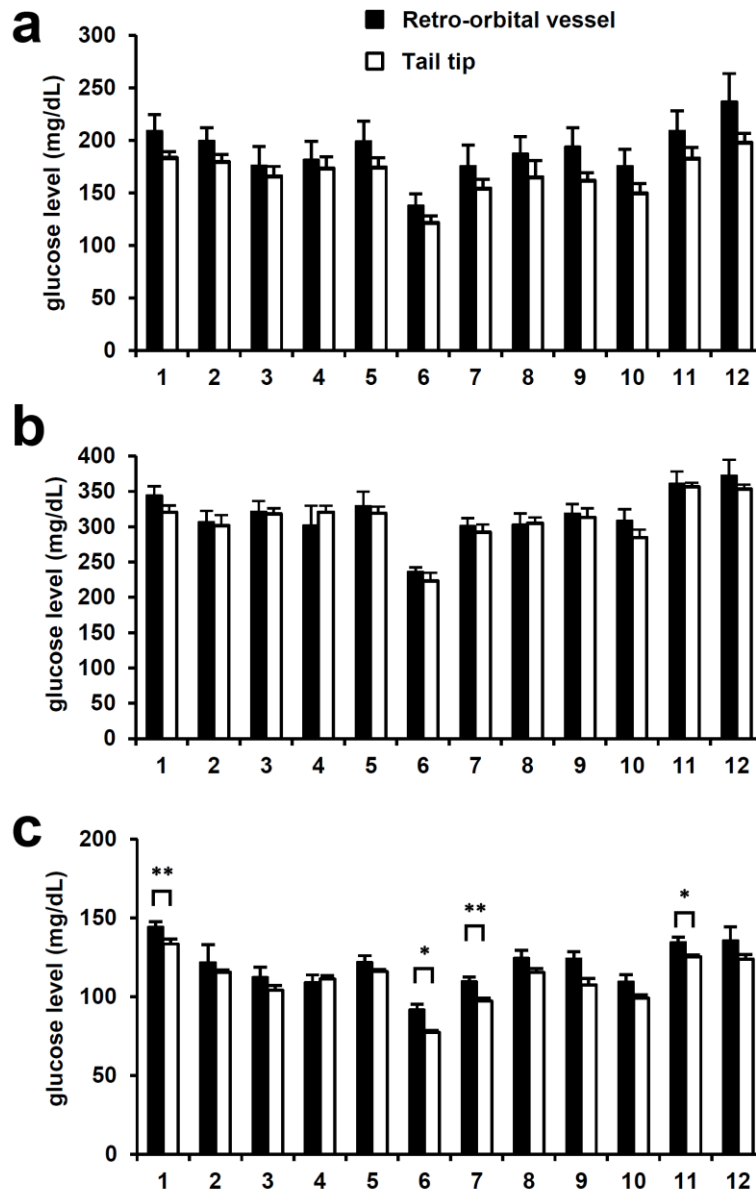 a
Retro-orbital vessel
Tail tip
glucose level (mg/dL)
300
250
200
150
100
50
0
1 2 3 4 5 6 7 8 9 10 11 12
b
glucose level (mg/dL)
400
350
300
250
200
150
100
50
0
1 2 3 4 5 6 7 8 9 10 11 12
c
glucose level (mg/dL)
200
150
100
50
0
** * ** *
1 2 3 4 5 6 7 8 9 10 11 12